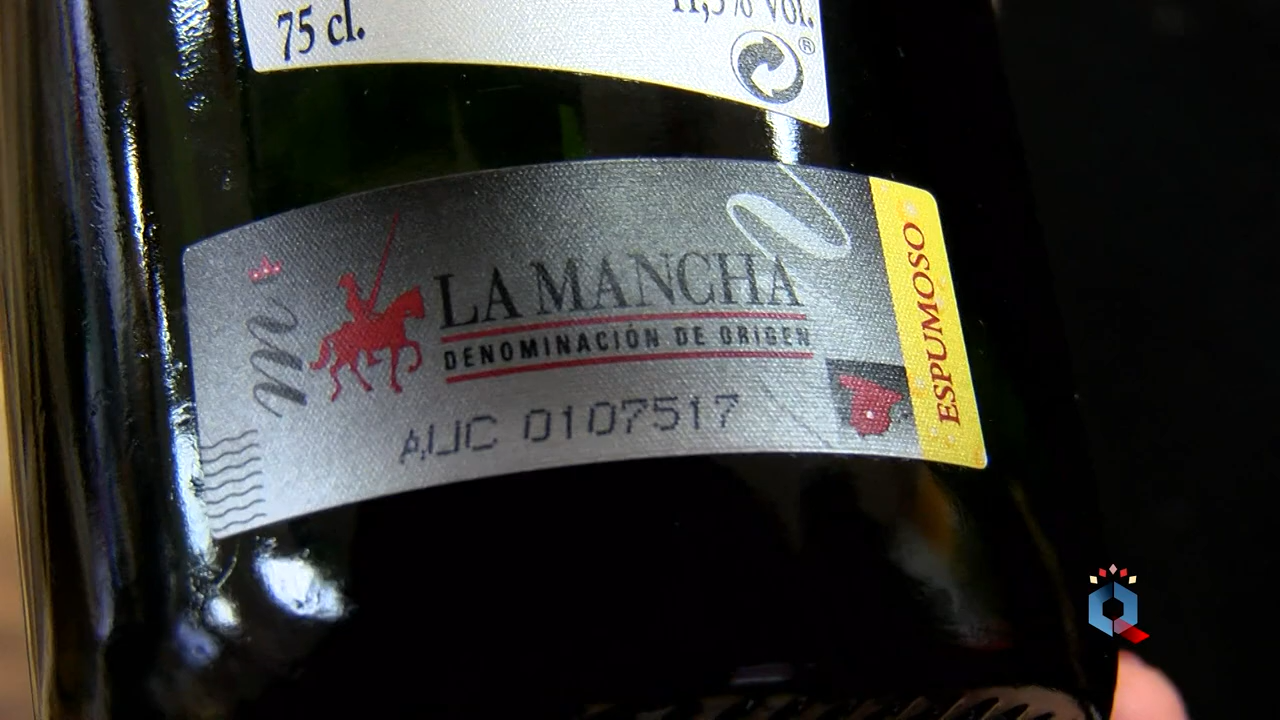 75 cl.
11,5% Vol.
®
m
LA MANCHA
DENOMINACIÓN DE ORIGEN
AUC 0107517
ESPUMOSO